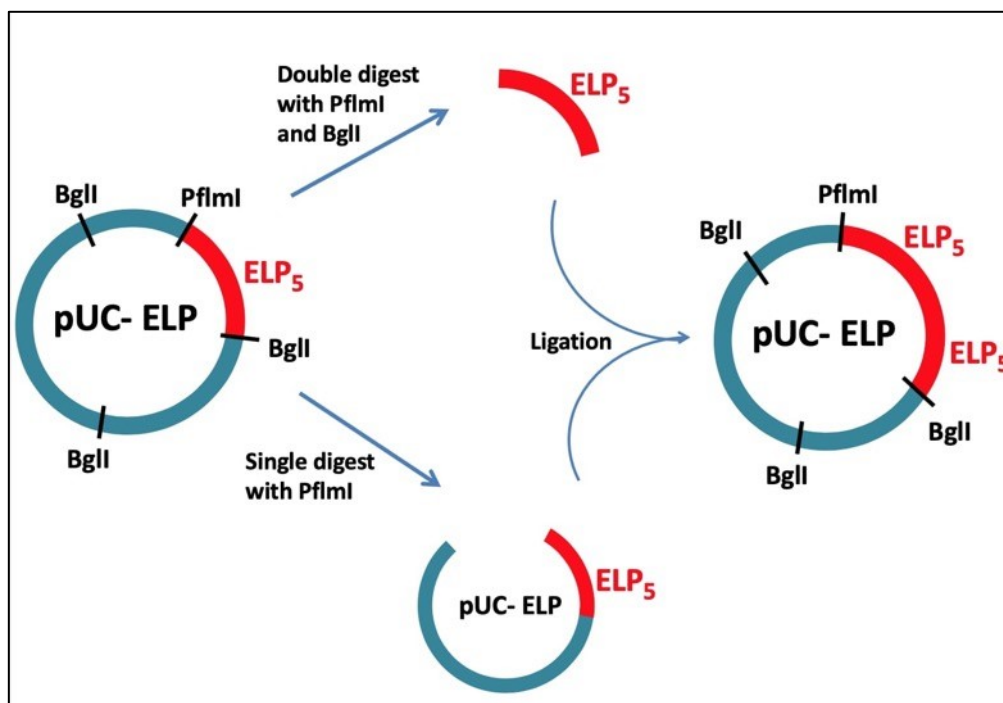 Double digest
with PflmI
and BglI
ELP5
BglI
PflmI
ELP5
pUC- ELP
BglI
BglI
Single digest
with PflmI
ELP5
pUC- ELP
Ligation
PflmI
BglI
ELP5
pUC- ELP
ELP5
BglI
BglI